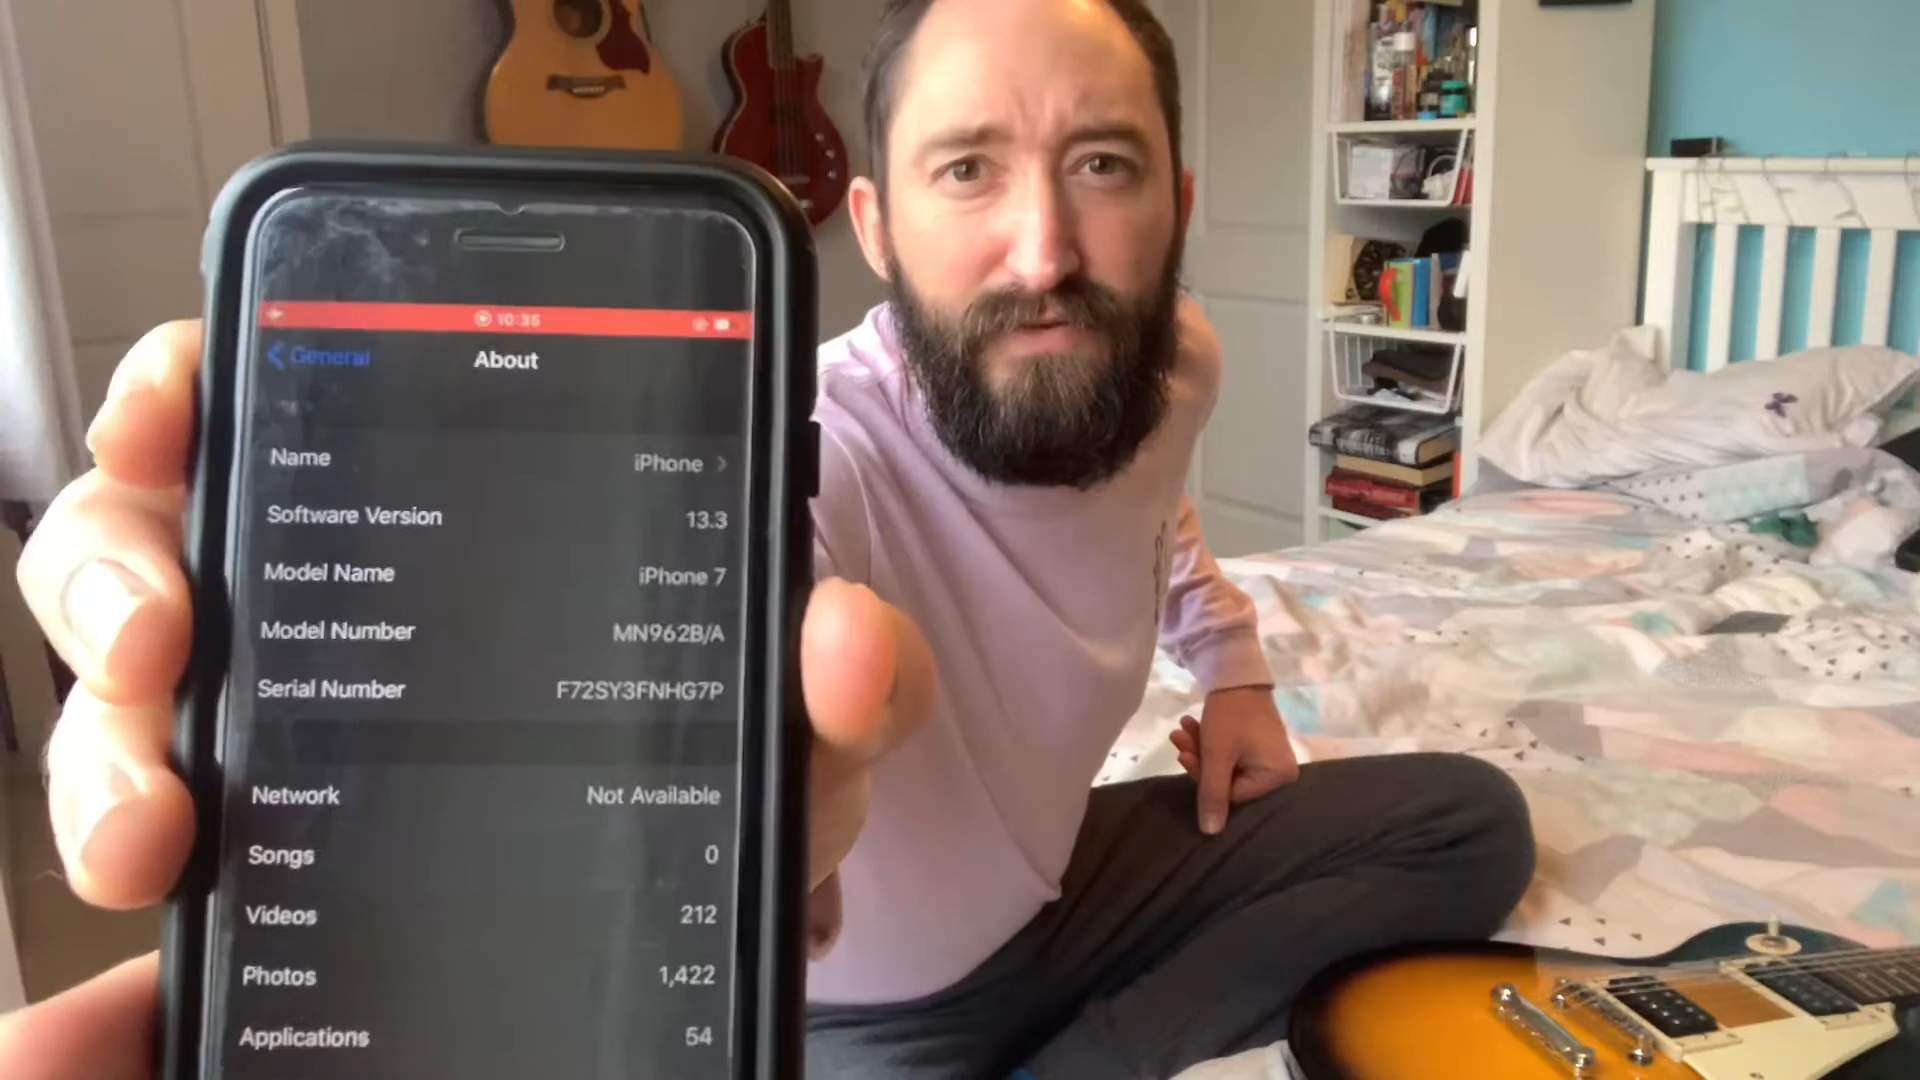 10:35
General
About
Name iPhone
Software Version 13.3
Model Name iPhone 7
Model Number MN962B/A
Serial Number F72SY3FNHG7P
Network Not Available
Songs 0
Videos 212
Photos 1,422
Applications 54